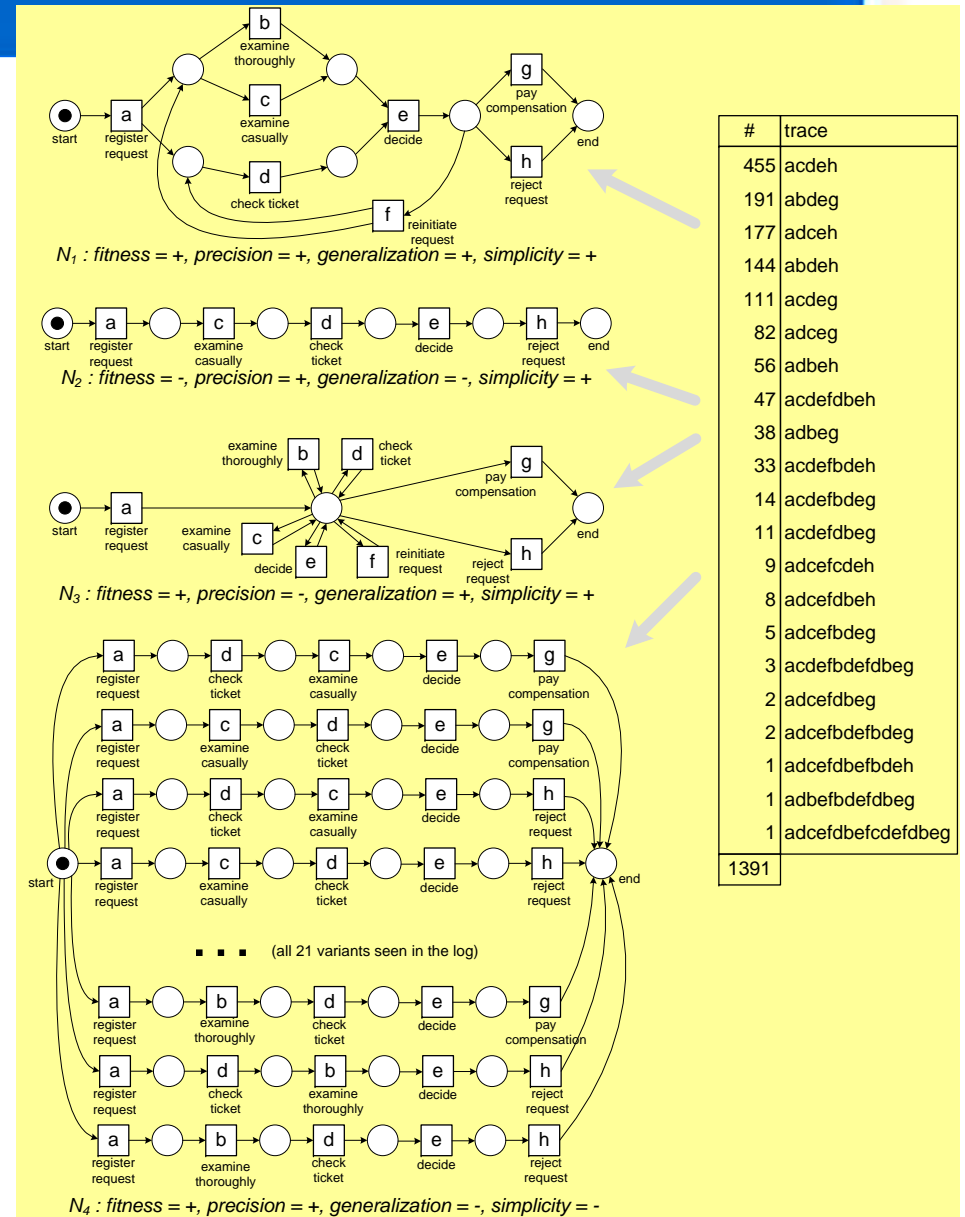 b
examine
thoroughly
g
pay
compensation
a
c
e
start
register
request
examine
casually
decide
end
d
h
check ticket
reject
request
f
reinitiate
request
N1 : fitness = +, precision = +, generalization = +, simplicity = +
a
c
d
e
h
start
register
request
examine
casually
check
ticket
decide
reject
request
end
N2 : fitness = -, precision = +, generalization = -, simplicity = +
examine
thoroughly
b
d
check
ticket
g
pay
compensation
a
start
register
request
examine
casually
c
end
decide
e
f
reinitiate
request
reject
request
h
N3 : fitness = +, precision = -, generalization = +, simplicity = +
a
d
c
e
g
register
request
check
ticket
examine
casually
decide
pay
compensation
a
c
d
e
g
register
request
examine
casually
check
ticket
decide
pay
compensation
a
d
c
e
h
register
request
check
ticket
examine
casually
decide
reject
request
a
c
d
e
h
start
register
request
examine
casually
check
ticket
decide
reject
request
end
... (all 21 variants seen in the log)
a
b
d
e
g
register
request
examine
thoroughly
check
ticket
decide
pay
compensation
a
d
b
e
h
register
request
check
ticket
examine
thoroughly
decide
reject
request
a
b
d
e
h
register
request
examine
thoroughly
check
ticket
decide
reject
request
N4 : fitness = +, precision = +, generalization = -, simplicity = -
# trace
455 acdeh
191 abdeg
177 adceh
144 abdeh
111 acdeg
82 adceg
56 adbeh
47 acdefdbeh
38 adbeg
33 acdefbdeh
14 acdefbdeg
11 acdefdbeg
9 adcefcdeh
8 adcefdbeh
5 adcefbdeg
3 acdefbdefdbeg
2 adcefdbeg
2 adcefbdefbdeg
1 adcefdbefbdeh
1 adbefbdefdbeg
1 adcefdbefcdefdbeg
1391